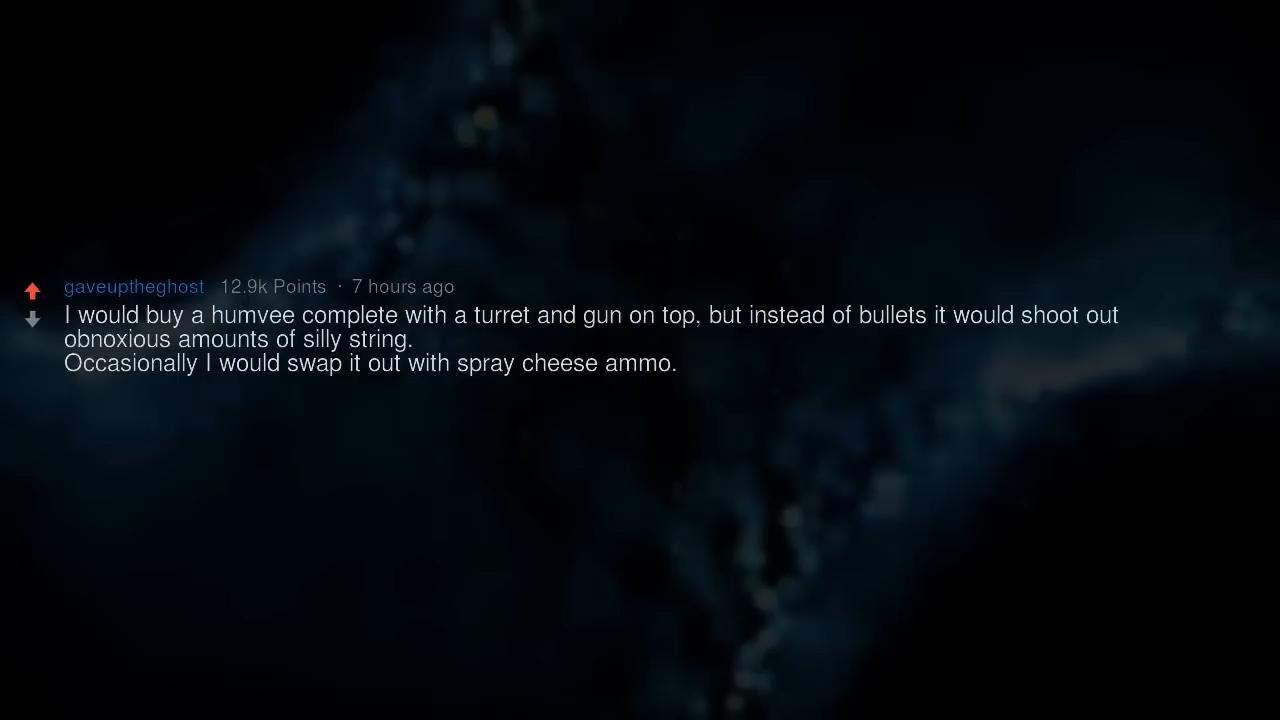 gaveuptheghost 12.9k Points · 7 hours ago
I would buy a humvee complete with a turret and gun on top, but instead of bullets it would shoot out
obnoxious amounts of silly string.
Occasionally I would swap it out with spray cheese ammo.